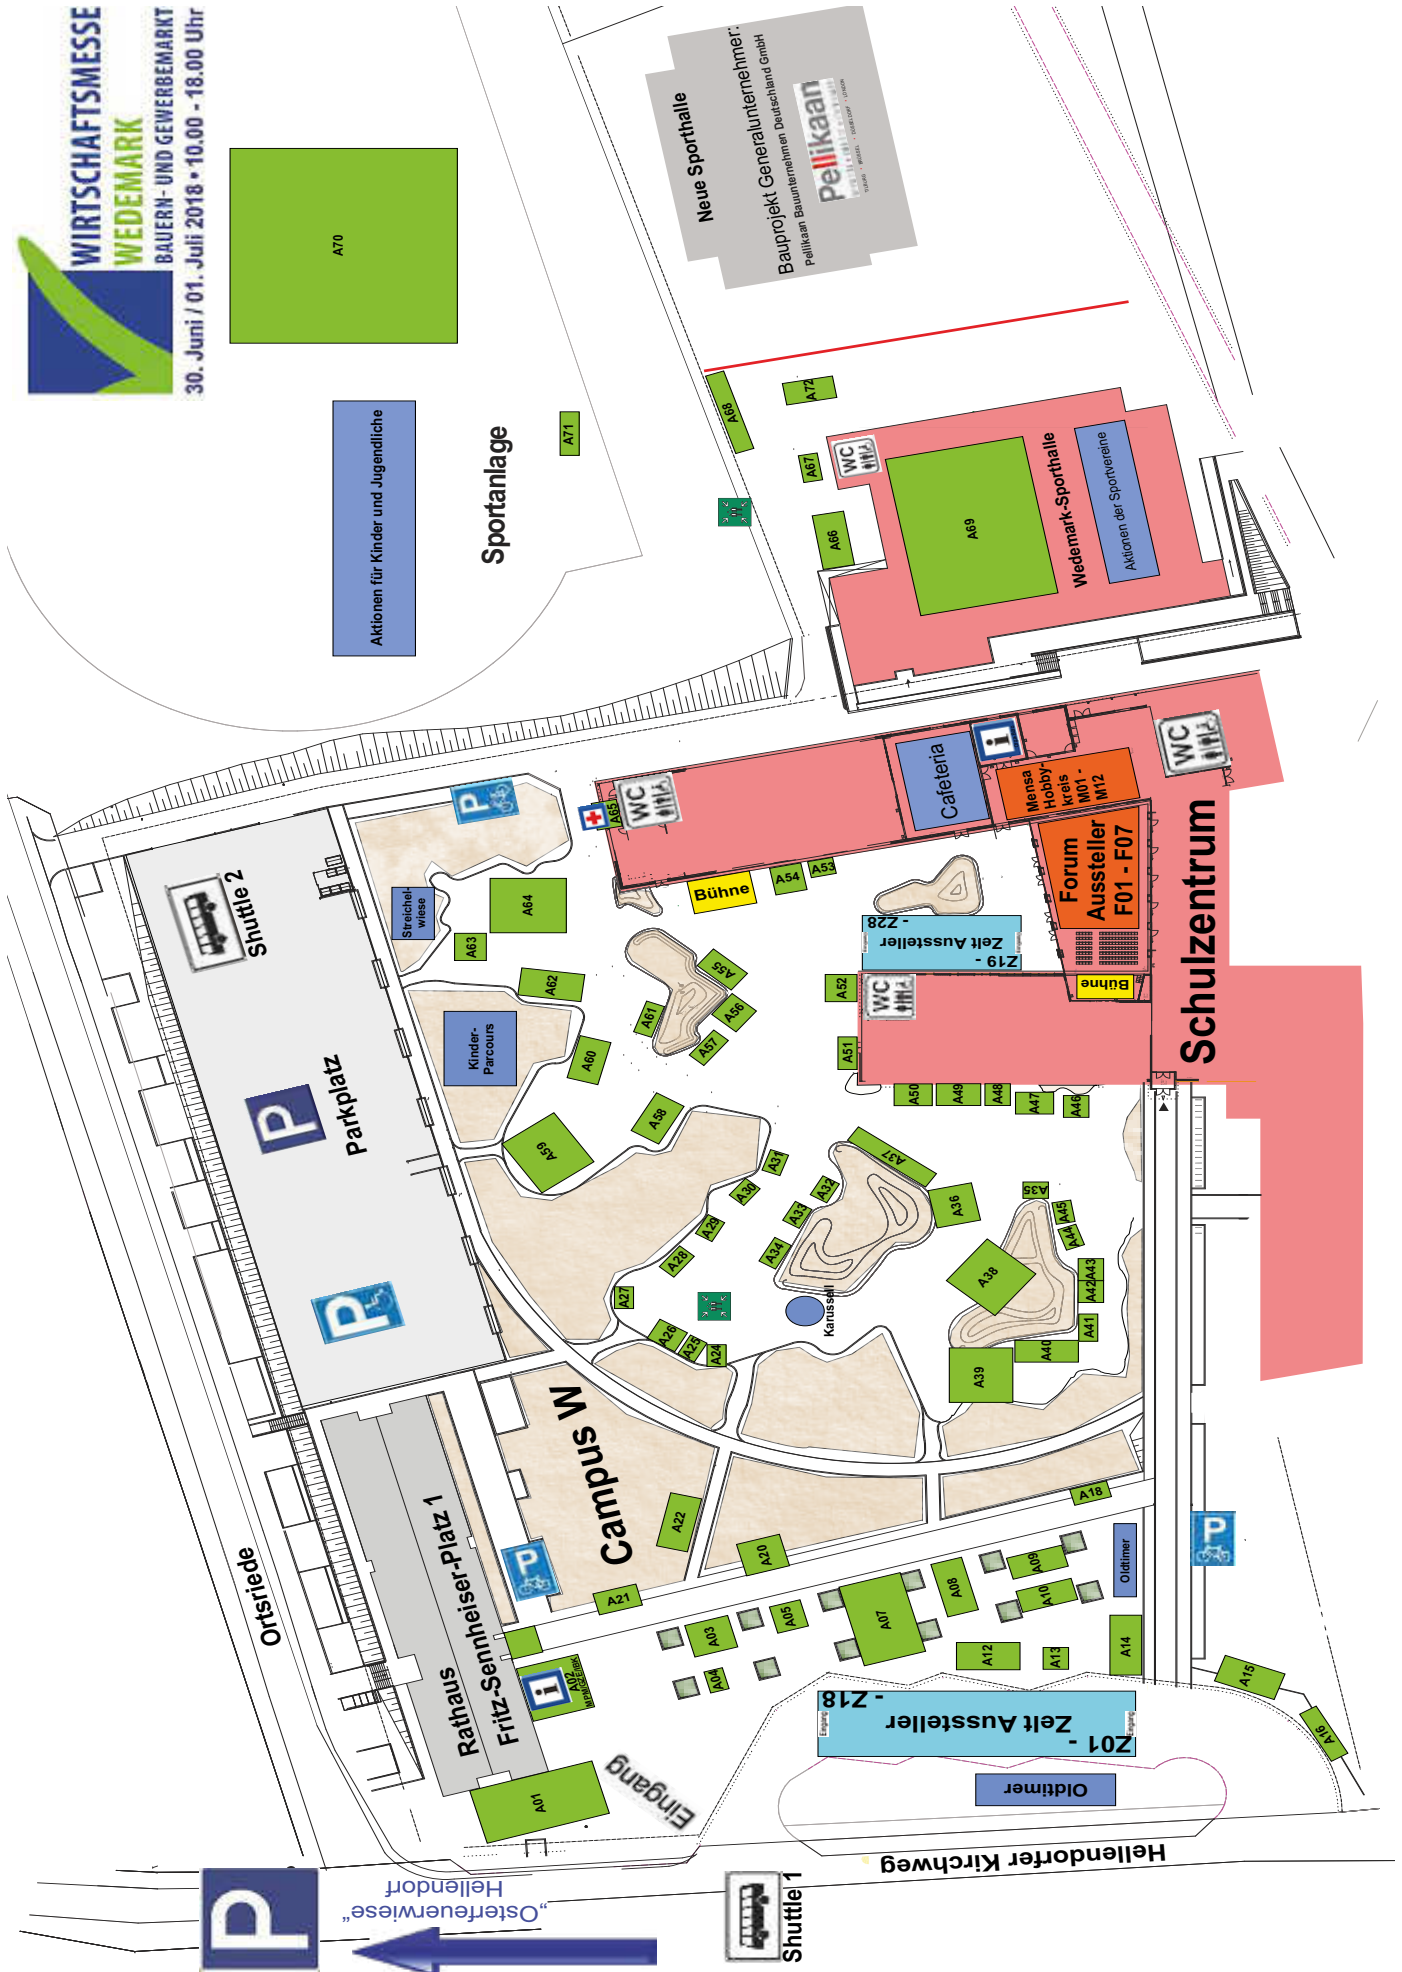 WIRTSCHAFTSMESSE
WEDEMARK
BAUERN- UND GEWERBEMARKT
30. Juni / 01. Juli 2018 • 10.00 - 18.00 Uhr
A70
Aktionen für Kinder und Jugendliche
Sportanlage
A71
Neue Sporthalle
Bauprojekt Generalunternehmer:
Pellikaan Bauunternehmen Deutschland GmbH
Pellikaan
A68
A72
A67
A66
WC
A69
Wedemark-Sporthalle
Aktionen der Sportvereine
Shuttle 2
P
Parkplatz
P
P
Streichel-
wiese
A64
A63
A62
Kinder-
Parcours
A60
A59
A58
A61
A55
A56
A57
A65
WC
Bühne
A54
A53
Cafeteria
i
Mensa
Hobby-
kreis
M01 -
M12
Forum
Aussteller
F01 - F07
WC
Schulzentrum
Zelt Aussteller
Z19 -
Z28
Eingang
Eingang
Bühne
WC
A52
A51
A50
A49
A48
A47
A46
A37
A36
A35
A45
A44
A43
A42
A41
A40
A39
A38
A31
A30
A29
A28
A27
A26
A25
A24
A32
A33
A34
Karussell
Campus W
A22
A21
A20
A18
P
Ortsriede
Rathaus
Fritz-Sennheiser-Platz 1
i
A02
A01
Eingang
A03
A04
A05
A07
A08
A09
A10
A12
A13
A14
A15
A16
Oldtimer
P
Z01 -
Zelt Aussteller
- Z18
Eingang
Eingang
Oldtimer
Hellendorfer Kirchweg
P
„Osterfeuerwiese“
Hellendorf
Shuttle 1